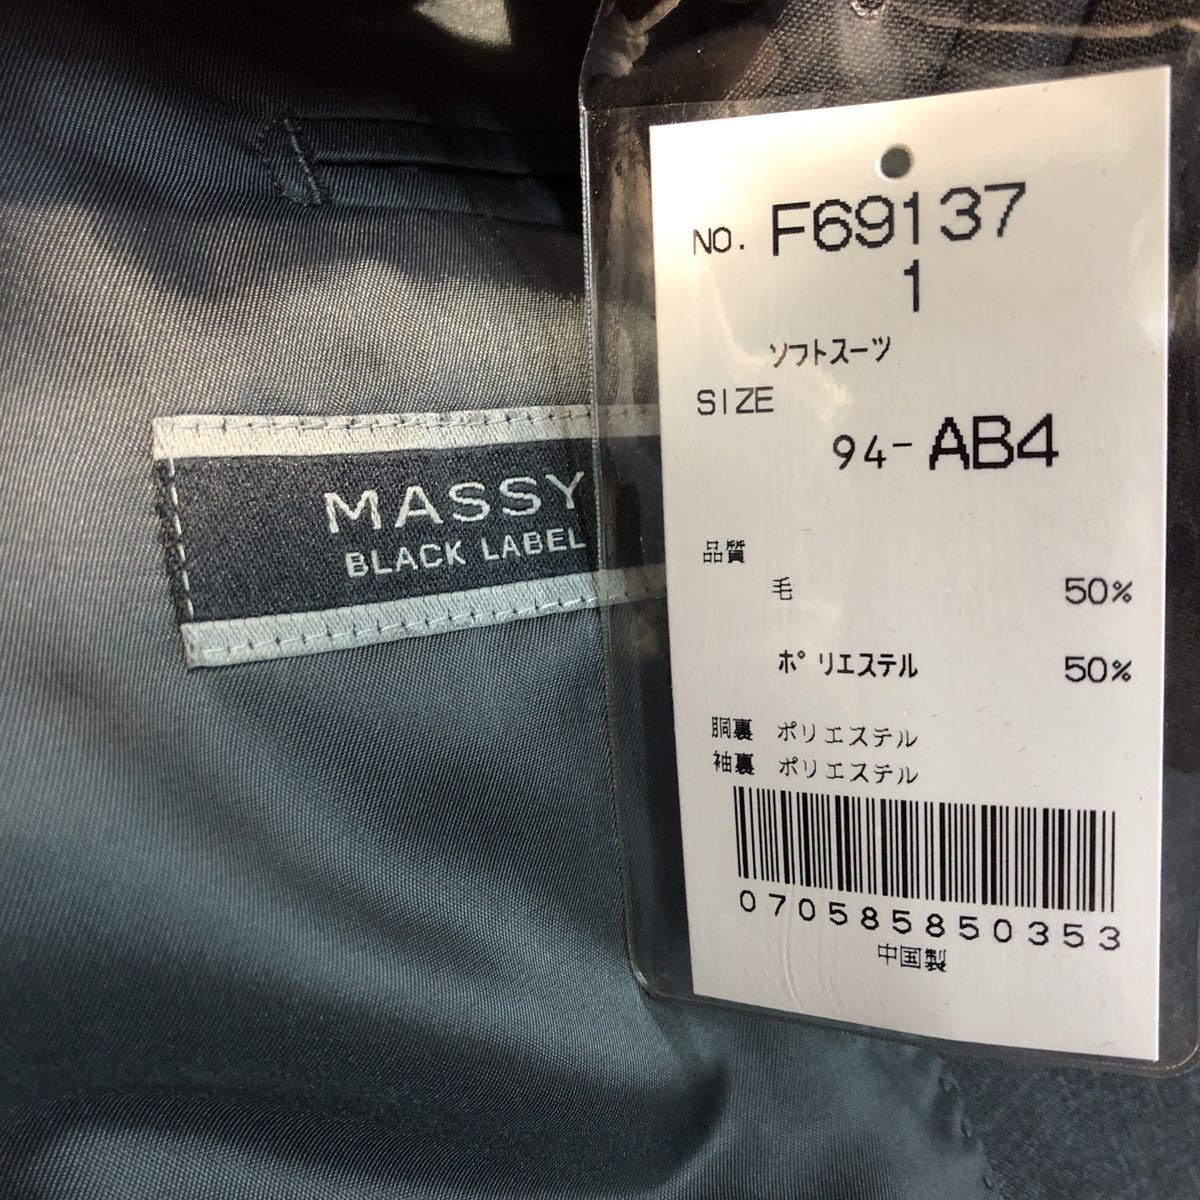 MASSY
BLACK LABEL
NO. F69137
1
ソフトスーツ
SIZE
94-AB4
品質
毛 50%
ポリエステル 50%
胴裏 ポリエステル
袖裏 ポリエステル
070585850353
中国製